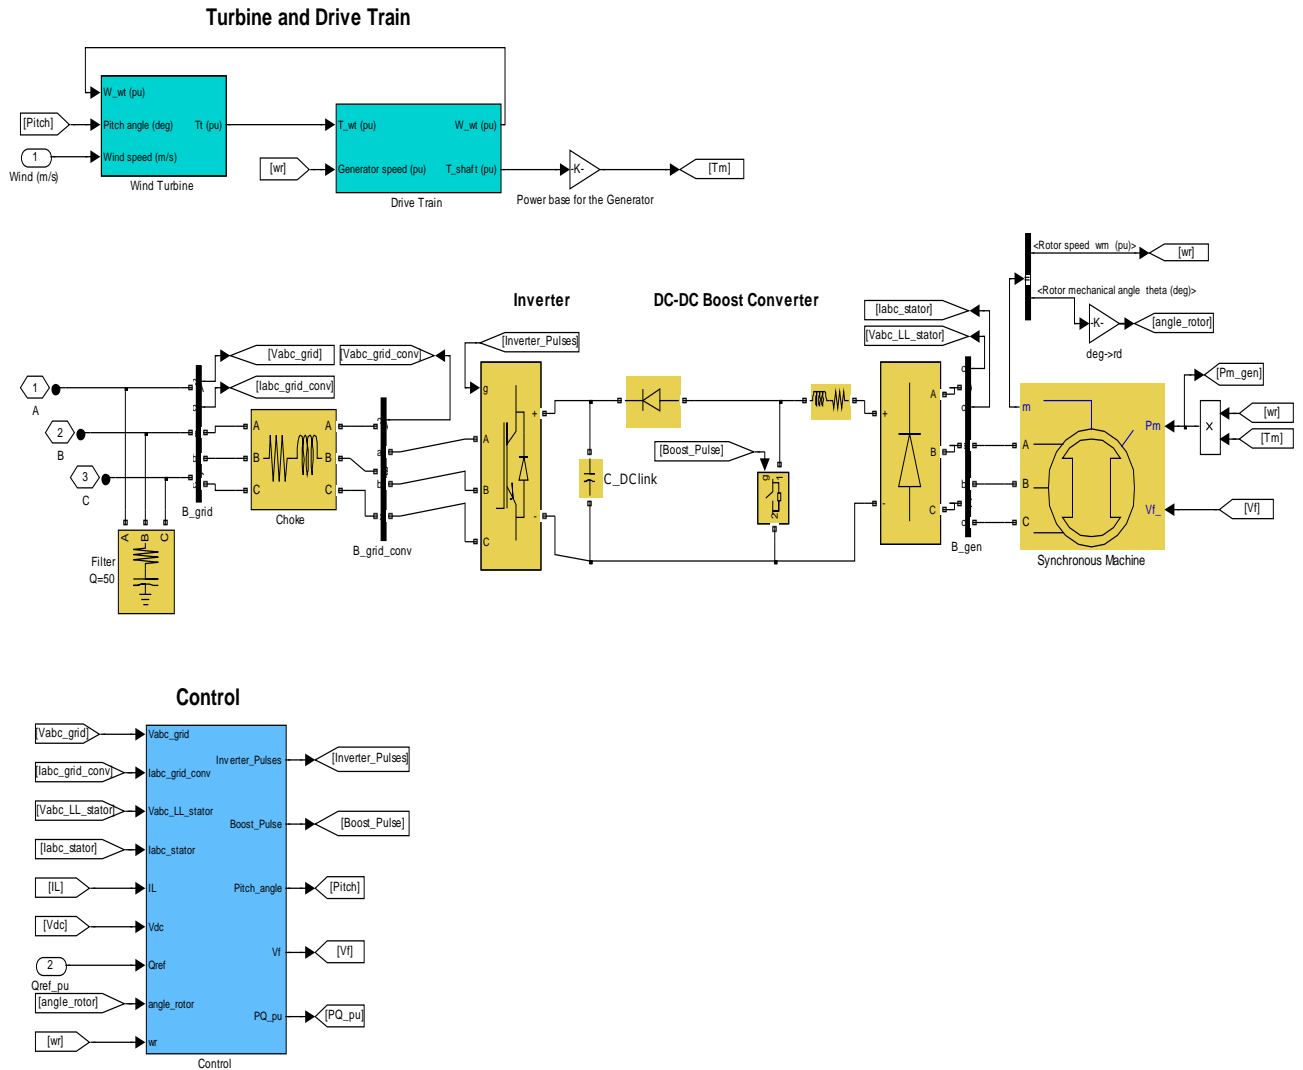 Turbine and Drive Train
W_wt (pu)
[Pitch]
Pitch angle (deg)
Tt (pu)
1
Wind speed (m/s)
Wind (m/s)
Wind Turbine
T_wt (pu)
W_wt (pu)
[wr]
Generator speed (pu)
T_shaft (pu)
Drive Train
-K-
Power base for the Generator
[Tm]
<Rotor speed wm (pu)>
[wr]
<Rotor mechanical angle theta (deg)>
-K-
deg->rd
[angle_rotor]
Inverter
DC-DC Boost Converter
[Iabc_stator]
[Vabc_LL_stator]
[Inverter_Pulses]
[Vabc_grid]
[Vabc_grid_conv]
[Iabc_grid_conv]
1
A
2
B
3
C
B_grid
A
B
C
A
B
C
Choke
a
b
B_grid_conv
g
A
B
C
+
-
C_DClink
[Boost_Pulse]
g
1
2
+
-
A
B
C
b
B_gen
m
A
B
C
Pm
Vf_
Synchronous Machine
[Pm_gen]
x
[wr]
[Tm]
[Vf]
A
B
C
Filter
Q=50
Control
[Vabc_grid]
Vabc_grid
[Iabc_grid_conv]
Iabc_grid_conv
[Vabc_LL_stator]
Vabc_LL_stator
[Iabc_stator]
Iabc_stator
[IL]
IL
[Vdc]
Vdc
2
Qref
Qref_pu
[angle_rotor]
angle_rotor
[wr]
wr
Inverter_Pulses
[Inverter_Pulses]
Boost_Pulse
[Boost_Pulse]
Pitch_angle
[Pitch]
Vf
[Vf]
PQ_pu
[PQ_pu]
Control